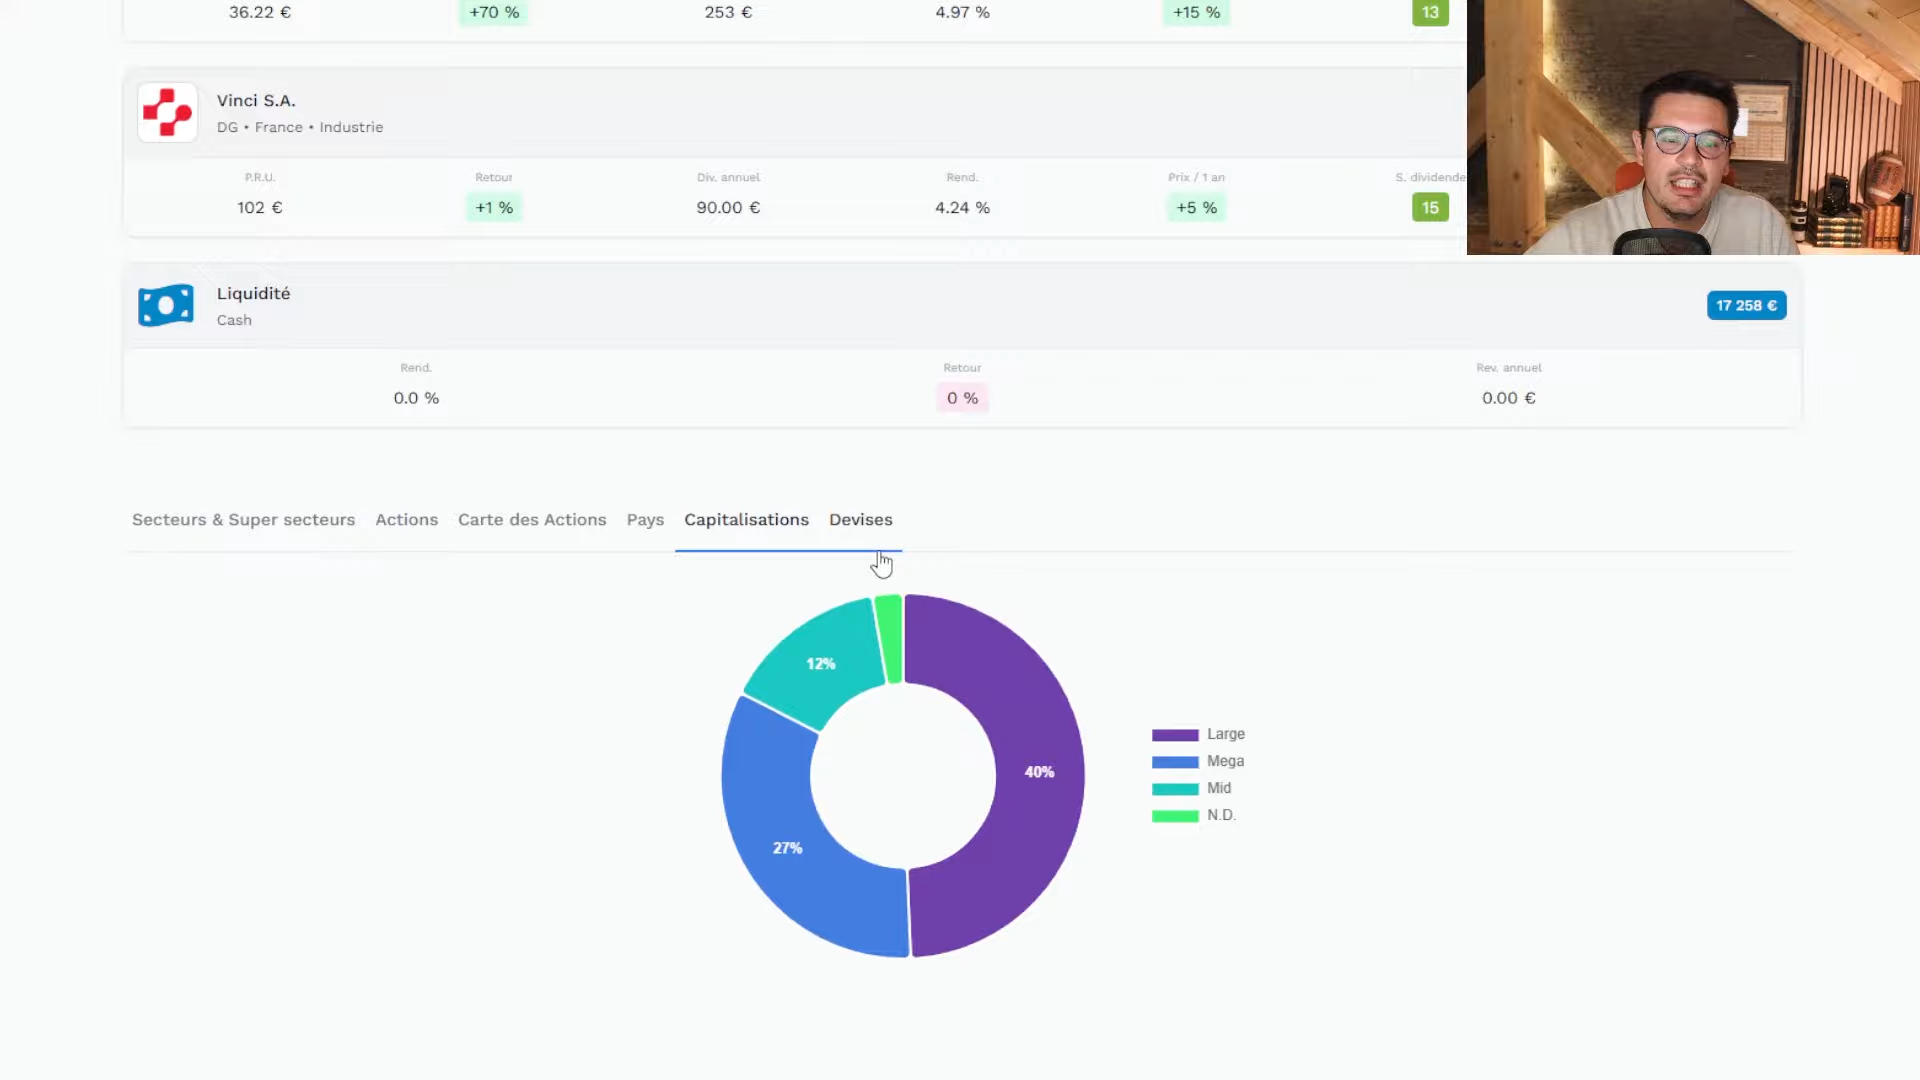 36.22 €
+70 %
253 €
4.97 %
+15 %
13
Vinci S.A.
DG • France • Industrie
P.R.U.
Retour
Div. annuel
Rend.
Prix / 1 an
S. dividende
102 €
+1 %
90.00 €
4.24 %
+5 %
15
Liquidité
Cash
17 258 €
Rend.
Retour
Rev. annuel
0.0 %
0 %
0.00 €
Secteurs & Super secteurs
Actions
Carte des Actions
Pays
Capitalisations
Devises
12%
40%
27%
Large
Mega
Mid
N.D.